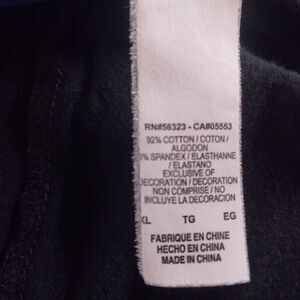 RN#56323 - CA#05553
92% COTTON / COTON /
ALGODON
% SPANDEX / ELASTHANNE
/ ELASTANO
EXCLUSIVE OF
DECORATION / DECORATION
NON COMPRISE / NO
INCLUYE LA DECORACION
XL TG EG
FABRIQUE EN CHINE
HECHO EN CHINA
MADE IN CHINA